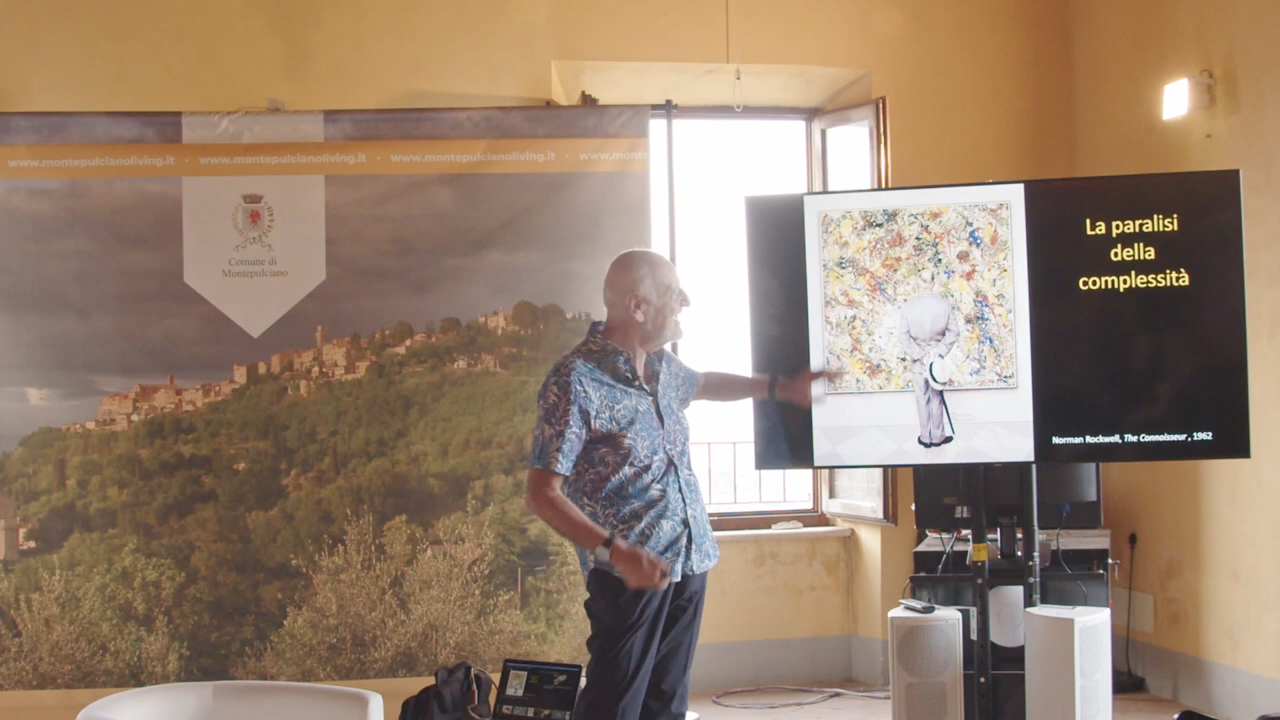 www.montepulcianoliving.it · www.montepulcianoliving.it · www.montepulcianoliving.it · www.monte
Comune di
Montepulciano
La paralisi
della
complessità
Norman Rockwell, The Connoisseur, 1962